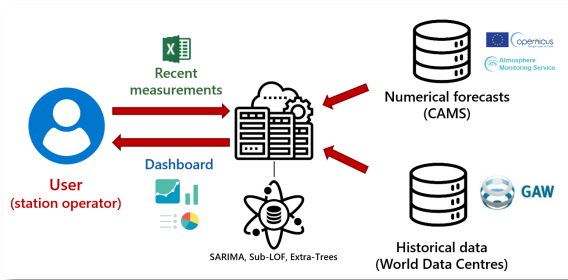 Recent
measurements
Dashboard
User
(station operator)
SARIMA, Sub-LOF, Extra-Trees
opernicus
Atmosphere
Monitoring Service
Numerical forecasts
(CAMS)
GAW
Historical data
(World Data Centres)